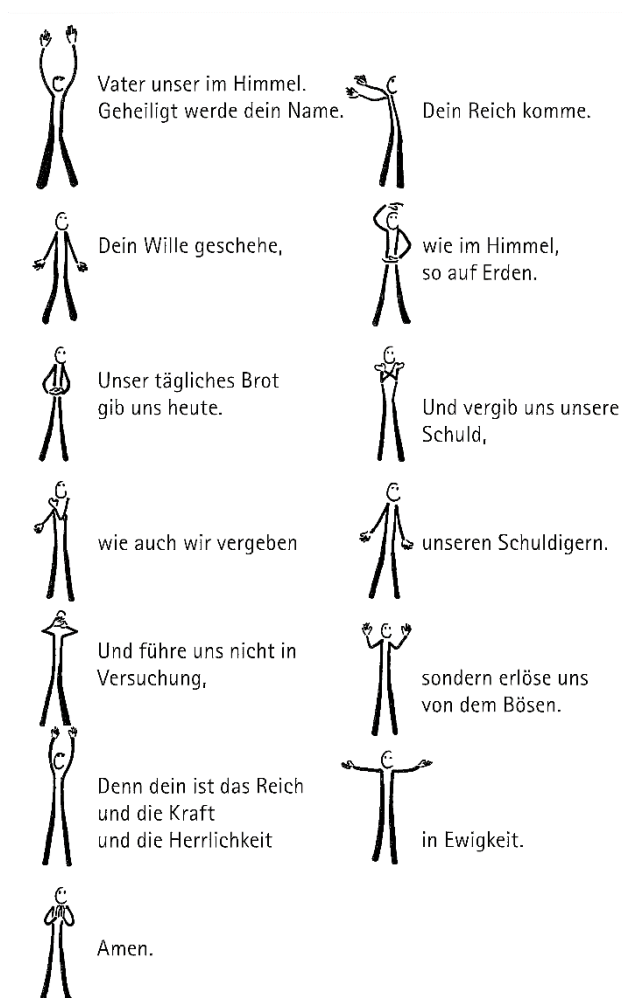 Vater unser im Himmel.
Geheiligt werde dein Name.
Dein Reich komme.
Dein Wille geschehe,
wie im Himmel,
so auf Erden.
Unser tägliches Brot
gib uns heute.
Und vergib uns unsere
Schuld,
wie auch wir vergeben
unseren Schuldigern.
Und führe uns nicht in
Versuchung,
sondern erlöse uns
von dem Bösen.
Denn dein ist das Reich
und die Kraft
und die Herrlichkeit
in Ewigkeit.
Amen.